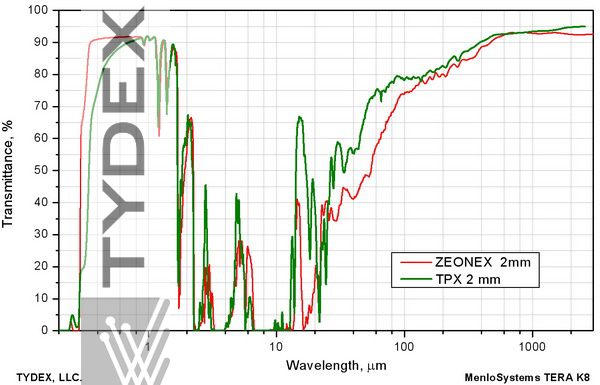 100
90
80
70
60
50
40
30
20
10
0
Transmittance, %
TYDEX
ZEONEX 2mm
TPX 2 mm
1 10 100 1000
Wavelength, μm
TYDEX, LLC.
MenloSystems TERA K8